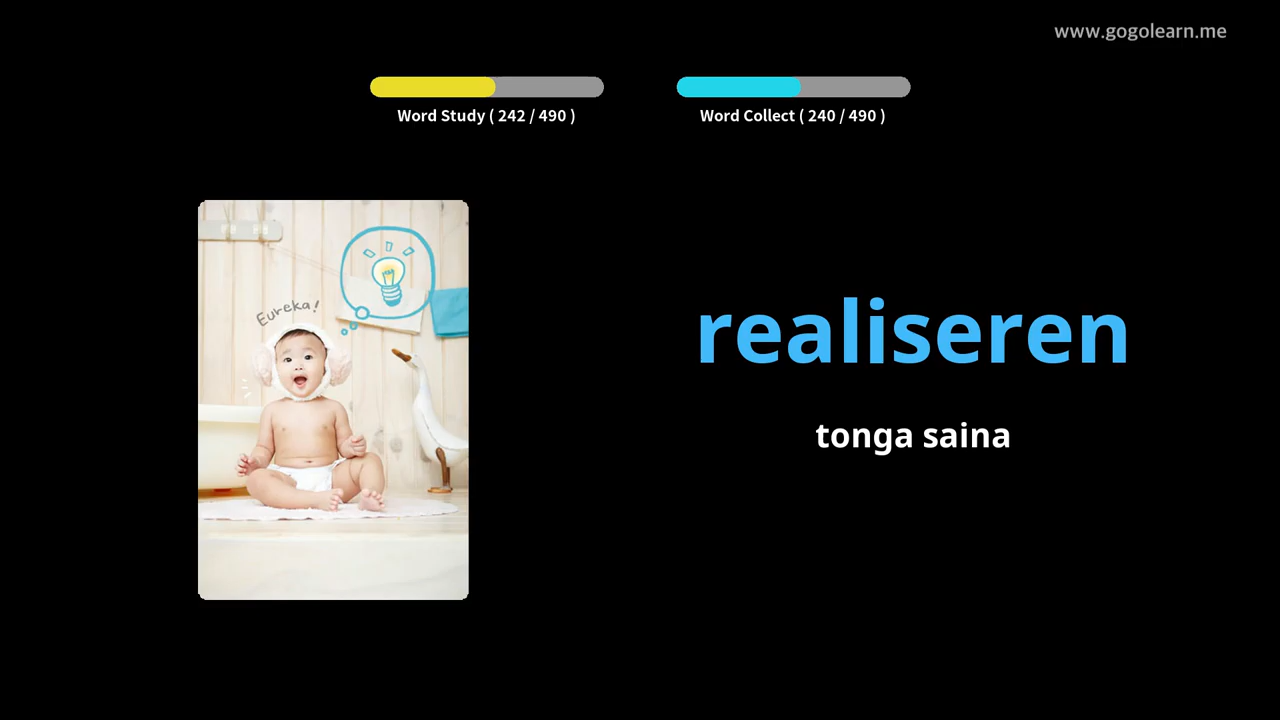 www.gogolearn.me
Word Study ( 242 / 490 )
Word Collect ( 240 / 490 )
Eureka!
realiseren
tonga saina